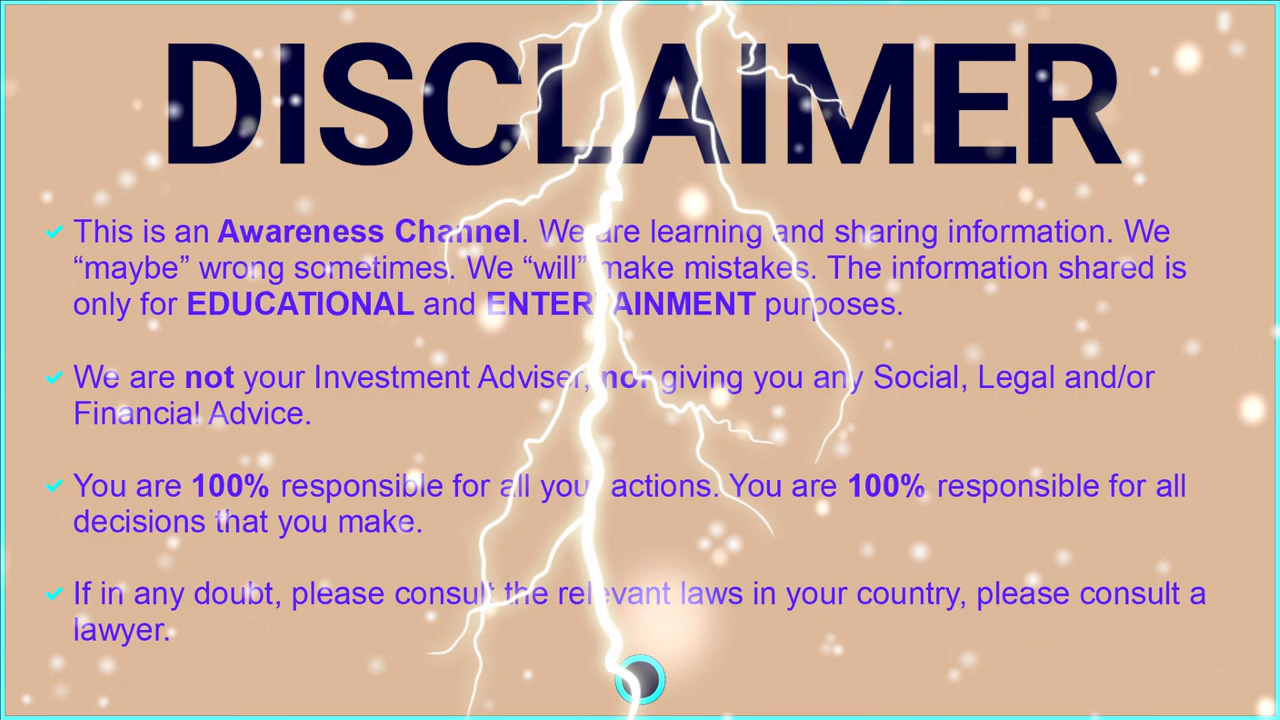 DISCLAIMER
This is an Awareness Channel. We are learning and sharing information. We
“maybe” wrong sometimes. We “will” make mistakes. The information shared is
only for EDUCATIONAL and ENTERTAINMENT purposes.
We are not your Investment Adviser, nor giving you any Social, Legal and/or
Financial Advice.
You are 100% responsible for all your actions. You are 100% responsible for all
decisions that you make.
If in any doubt, please consult the relevant laws in your country, please consult a
lawyer.